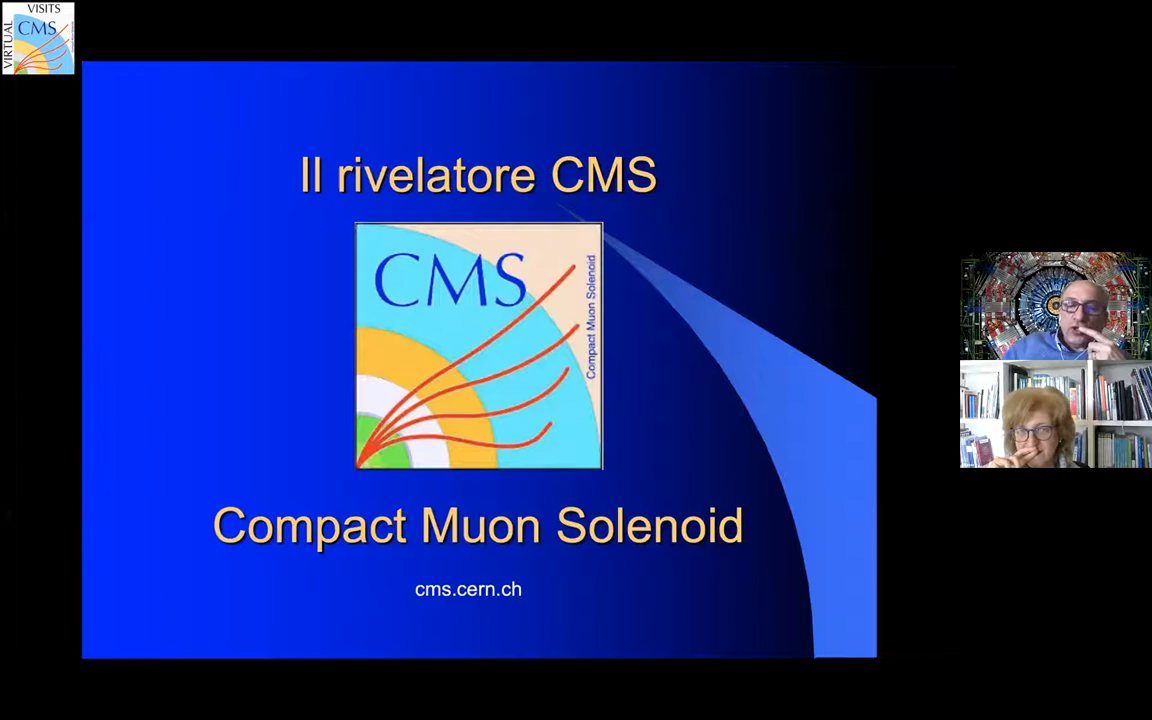 VISITS
VIRTUAL
CMS
Il rivelatore CMS
CMS
Compact Muon Solenoid
Compact Muon Solenoid
cms.cern.ch